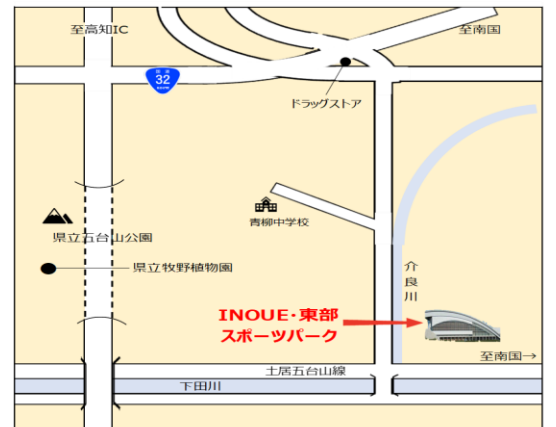 至高知IC
至南国
国道
32
ROUTE
ドラッグストア
青柳中学校
県立五台山公園
県立牧野植物園
介良川
INOUE・東部
スポーツパーク
至南国→
土居五台山線
下田川